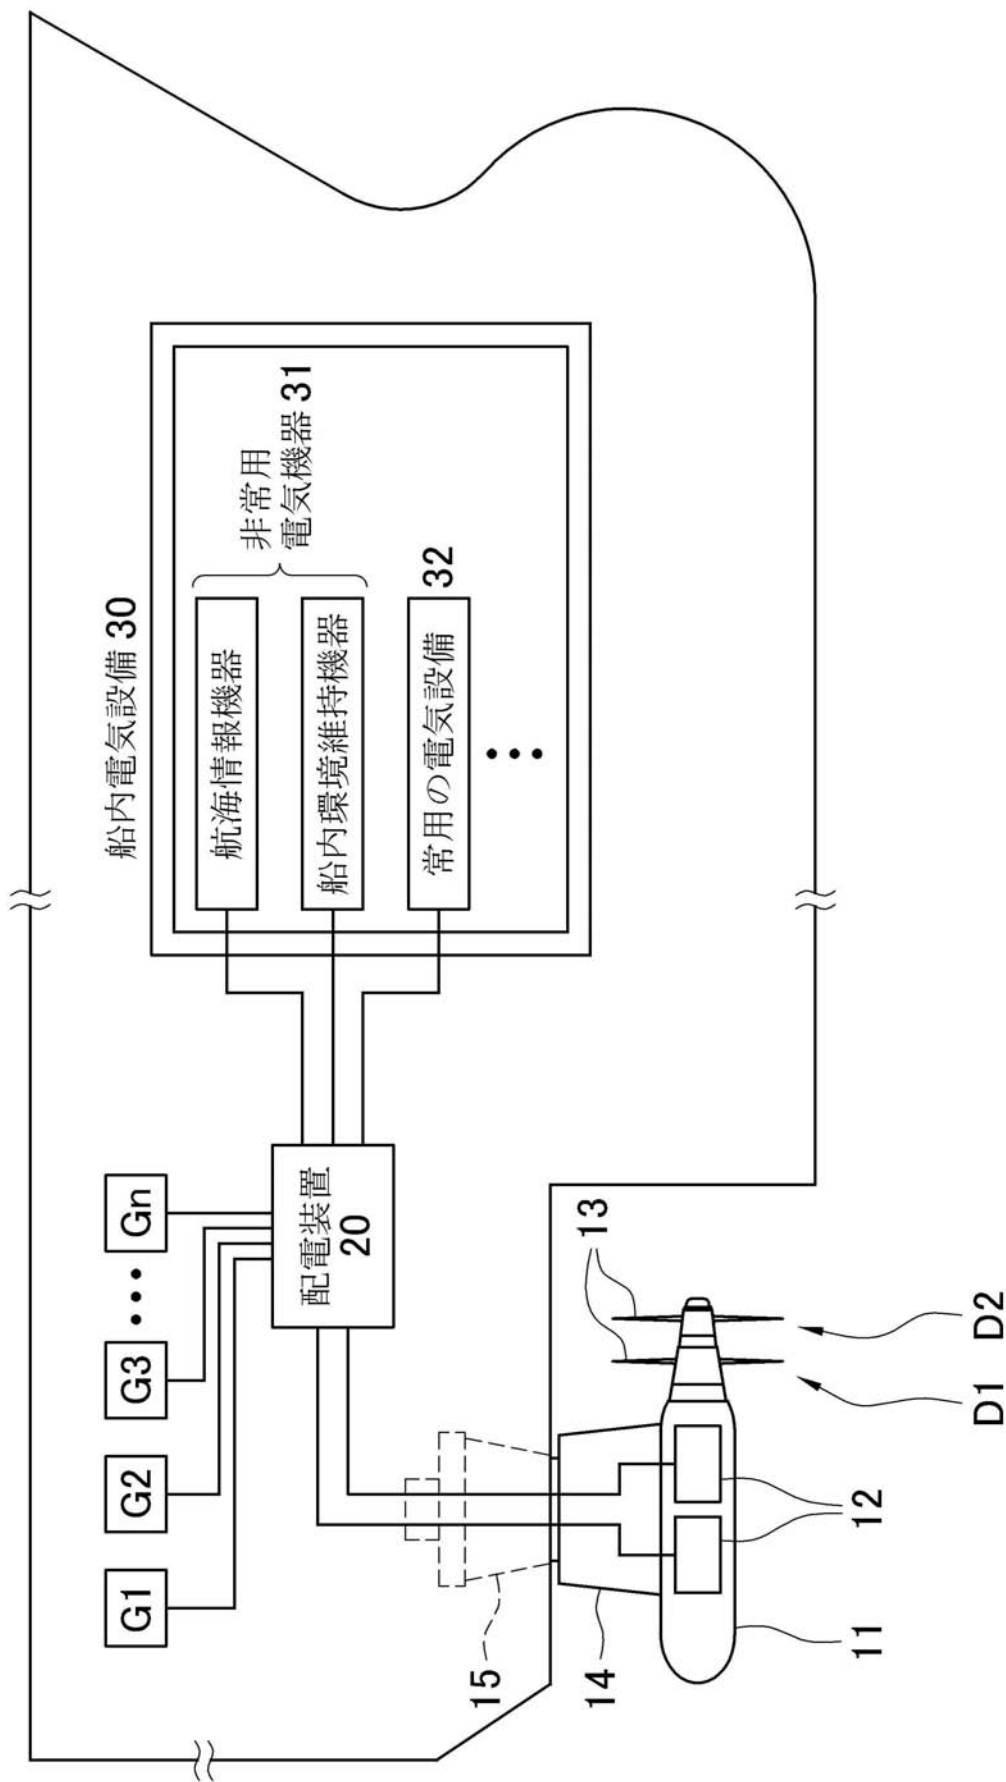 船内電気設備 30
航海情報機器
船内環境維持機器
非常用
電気機器 31
常用の電気設備
32
G1
G2
G3
Gn
配電装置
20
15
14
11
12
13
D1
D2